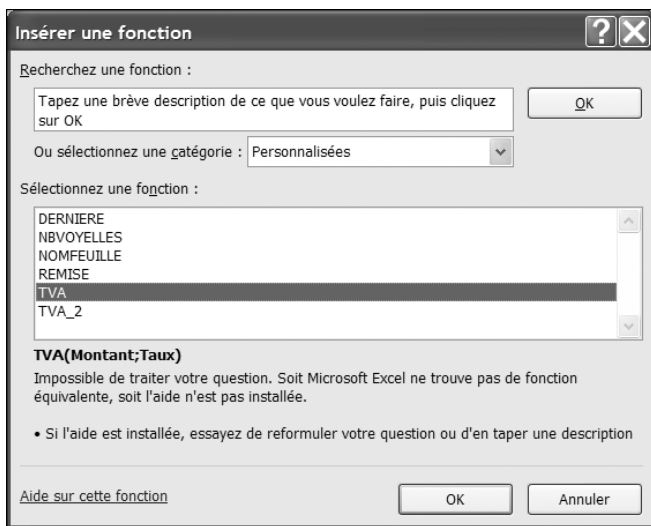 Insérer une fonction
Recherchez une fonction :
Tapez une brève description de ce que vous voulez faire, puis cliquez
sur OK
OK
Ou sélectionnez une catégorie : Personnalisées
Sélectionnez une fonction :
DERNIERE
NBVOYELLES
NOMFEUILLE
REMISE
TVA
TVA_2
TVA(Montant;Taux)
Impossible de traiter votre question. Soit Microsoft Excel ne trouve pas de fonction
équivalente, soit l'aide n'est pas installée.
• Si l'aide est installée, essayez de reformuler votre question ou d'en taper une description
Aide sur cette fonction
OK
Annuler